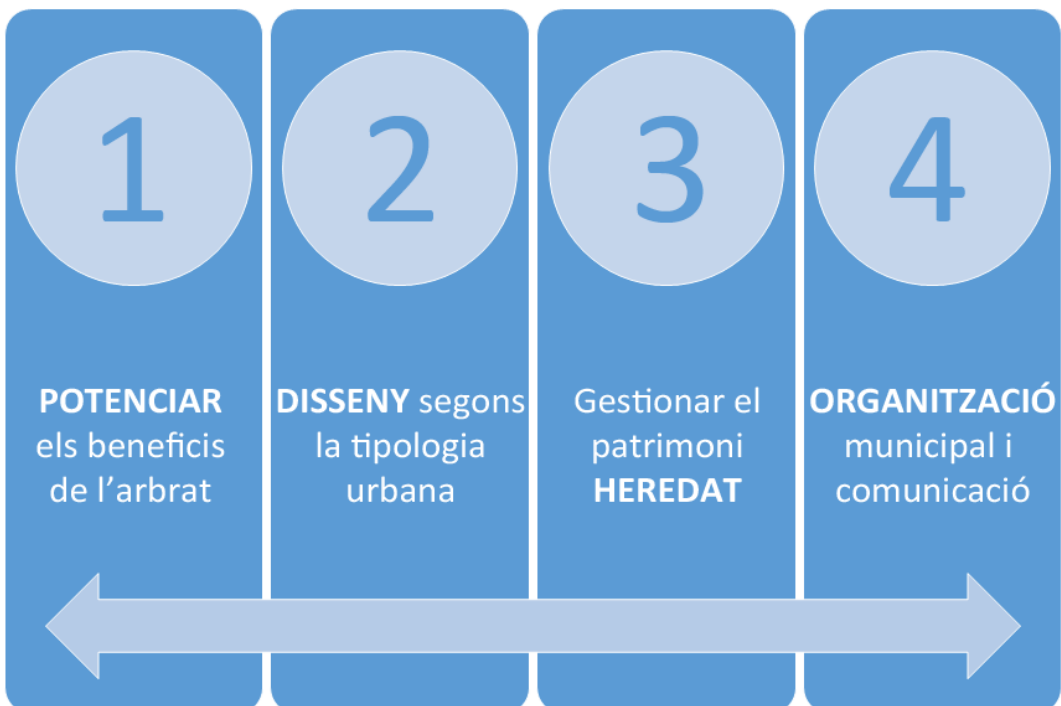 1
POTENCIAR
els beneficis
de l’arbrat
2
DISSENY segons
la tipologia
urbana
3
Gestionar el
patrimoni
HEREDAT
4
ORGANITZACIÓ
municipal i
comunicació